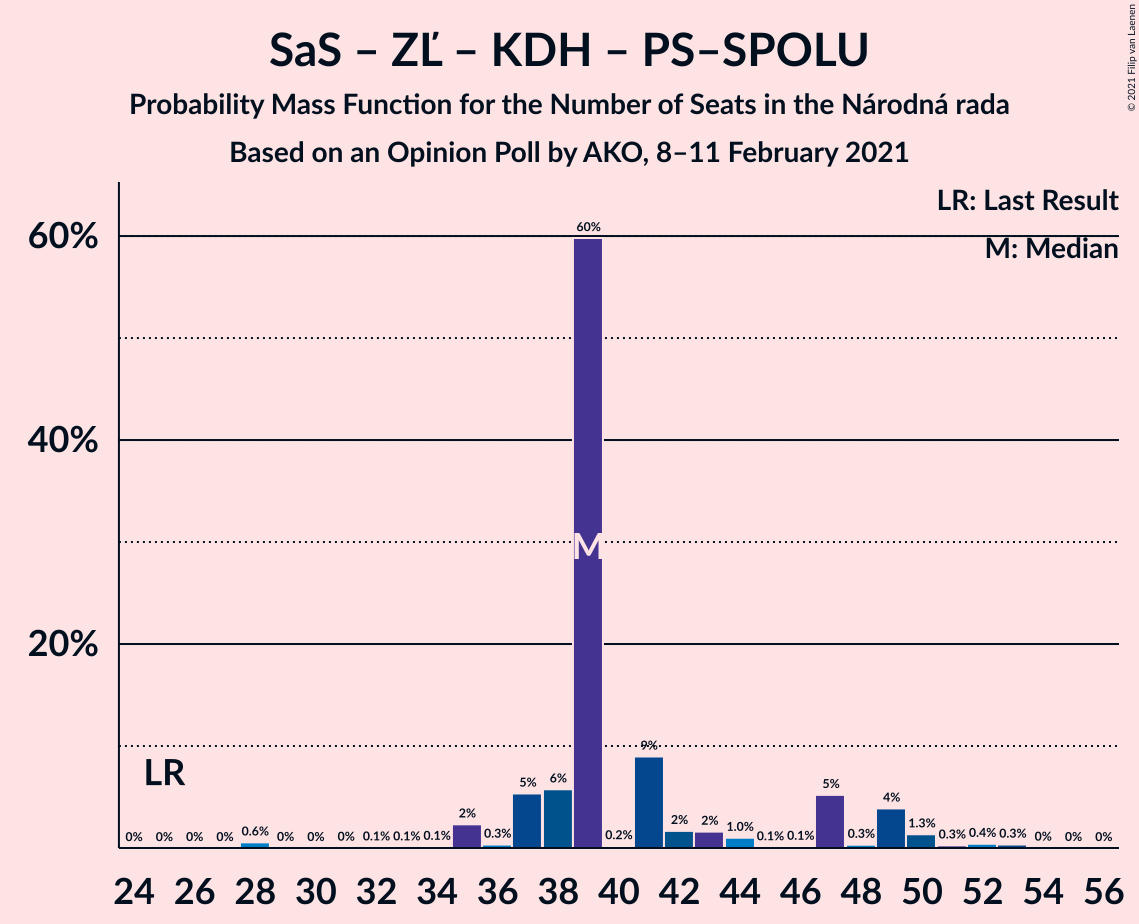 SaS – ZĽ – KDH – PS–SPOLU
Probability Mass Function for the Number of Seats in the Národná rada
Based on an Opinion Poll by AKO, 8–11 February 2021
© 2021 Filip van Laenen
LR: Last Result
M: Median
60%
40%
20%
60%
M
LR
0% 0% 0% 0% 0.6% 0% 0% 0% 0.1% 0.1% 0.1% 2% 0.3% 5% 6% 0.2% 9% 2% 2% 1.0% 0.1% 0.1% 5% 0.3% 4% 1.3% 0.3% 0.4% 0.3% 0% 0% 0%
24 26 28 30 32 34 36 38 40 42 44 46 48 50 52 54 56